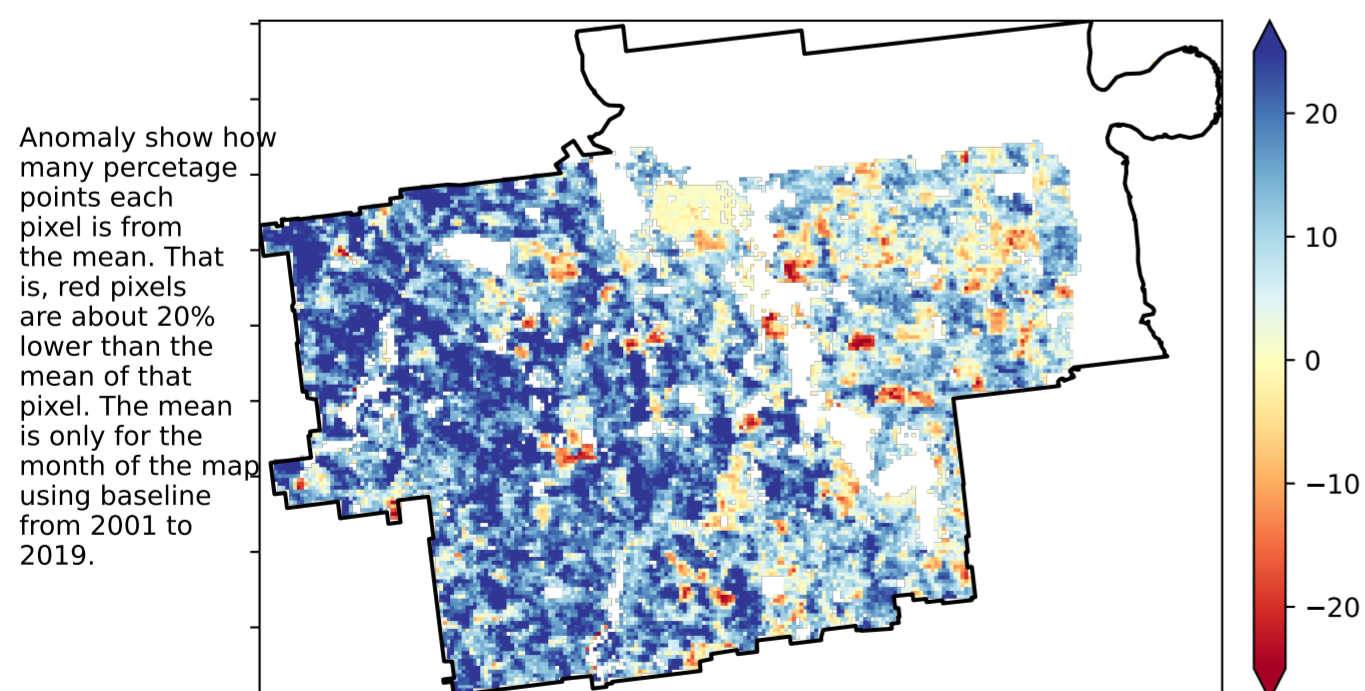 Anomaly show how
many percetage
points each
pixel is from
the mean. That
is, red pixels
are about 20%
lower than the
mean of that
pixel. The mean
is only for the
month of the map
using baseline
from 2001 to
2019.
20
10
0
−10
−20